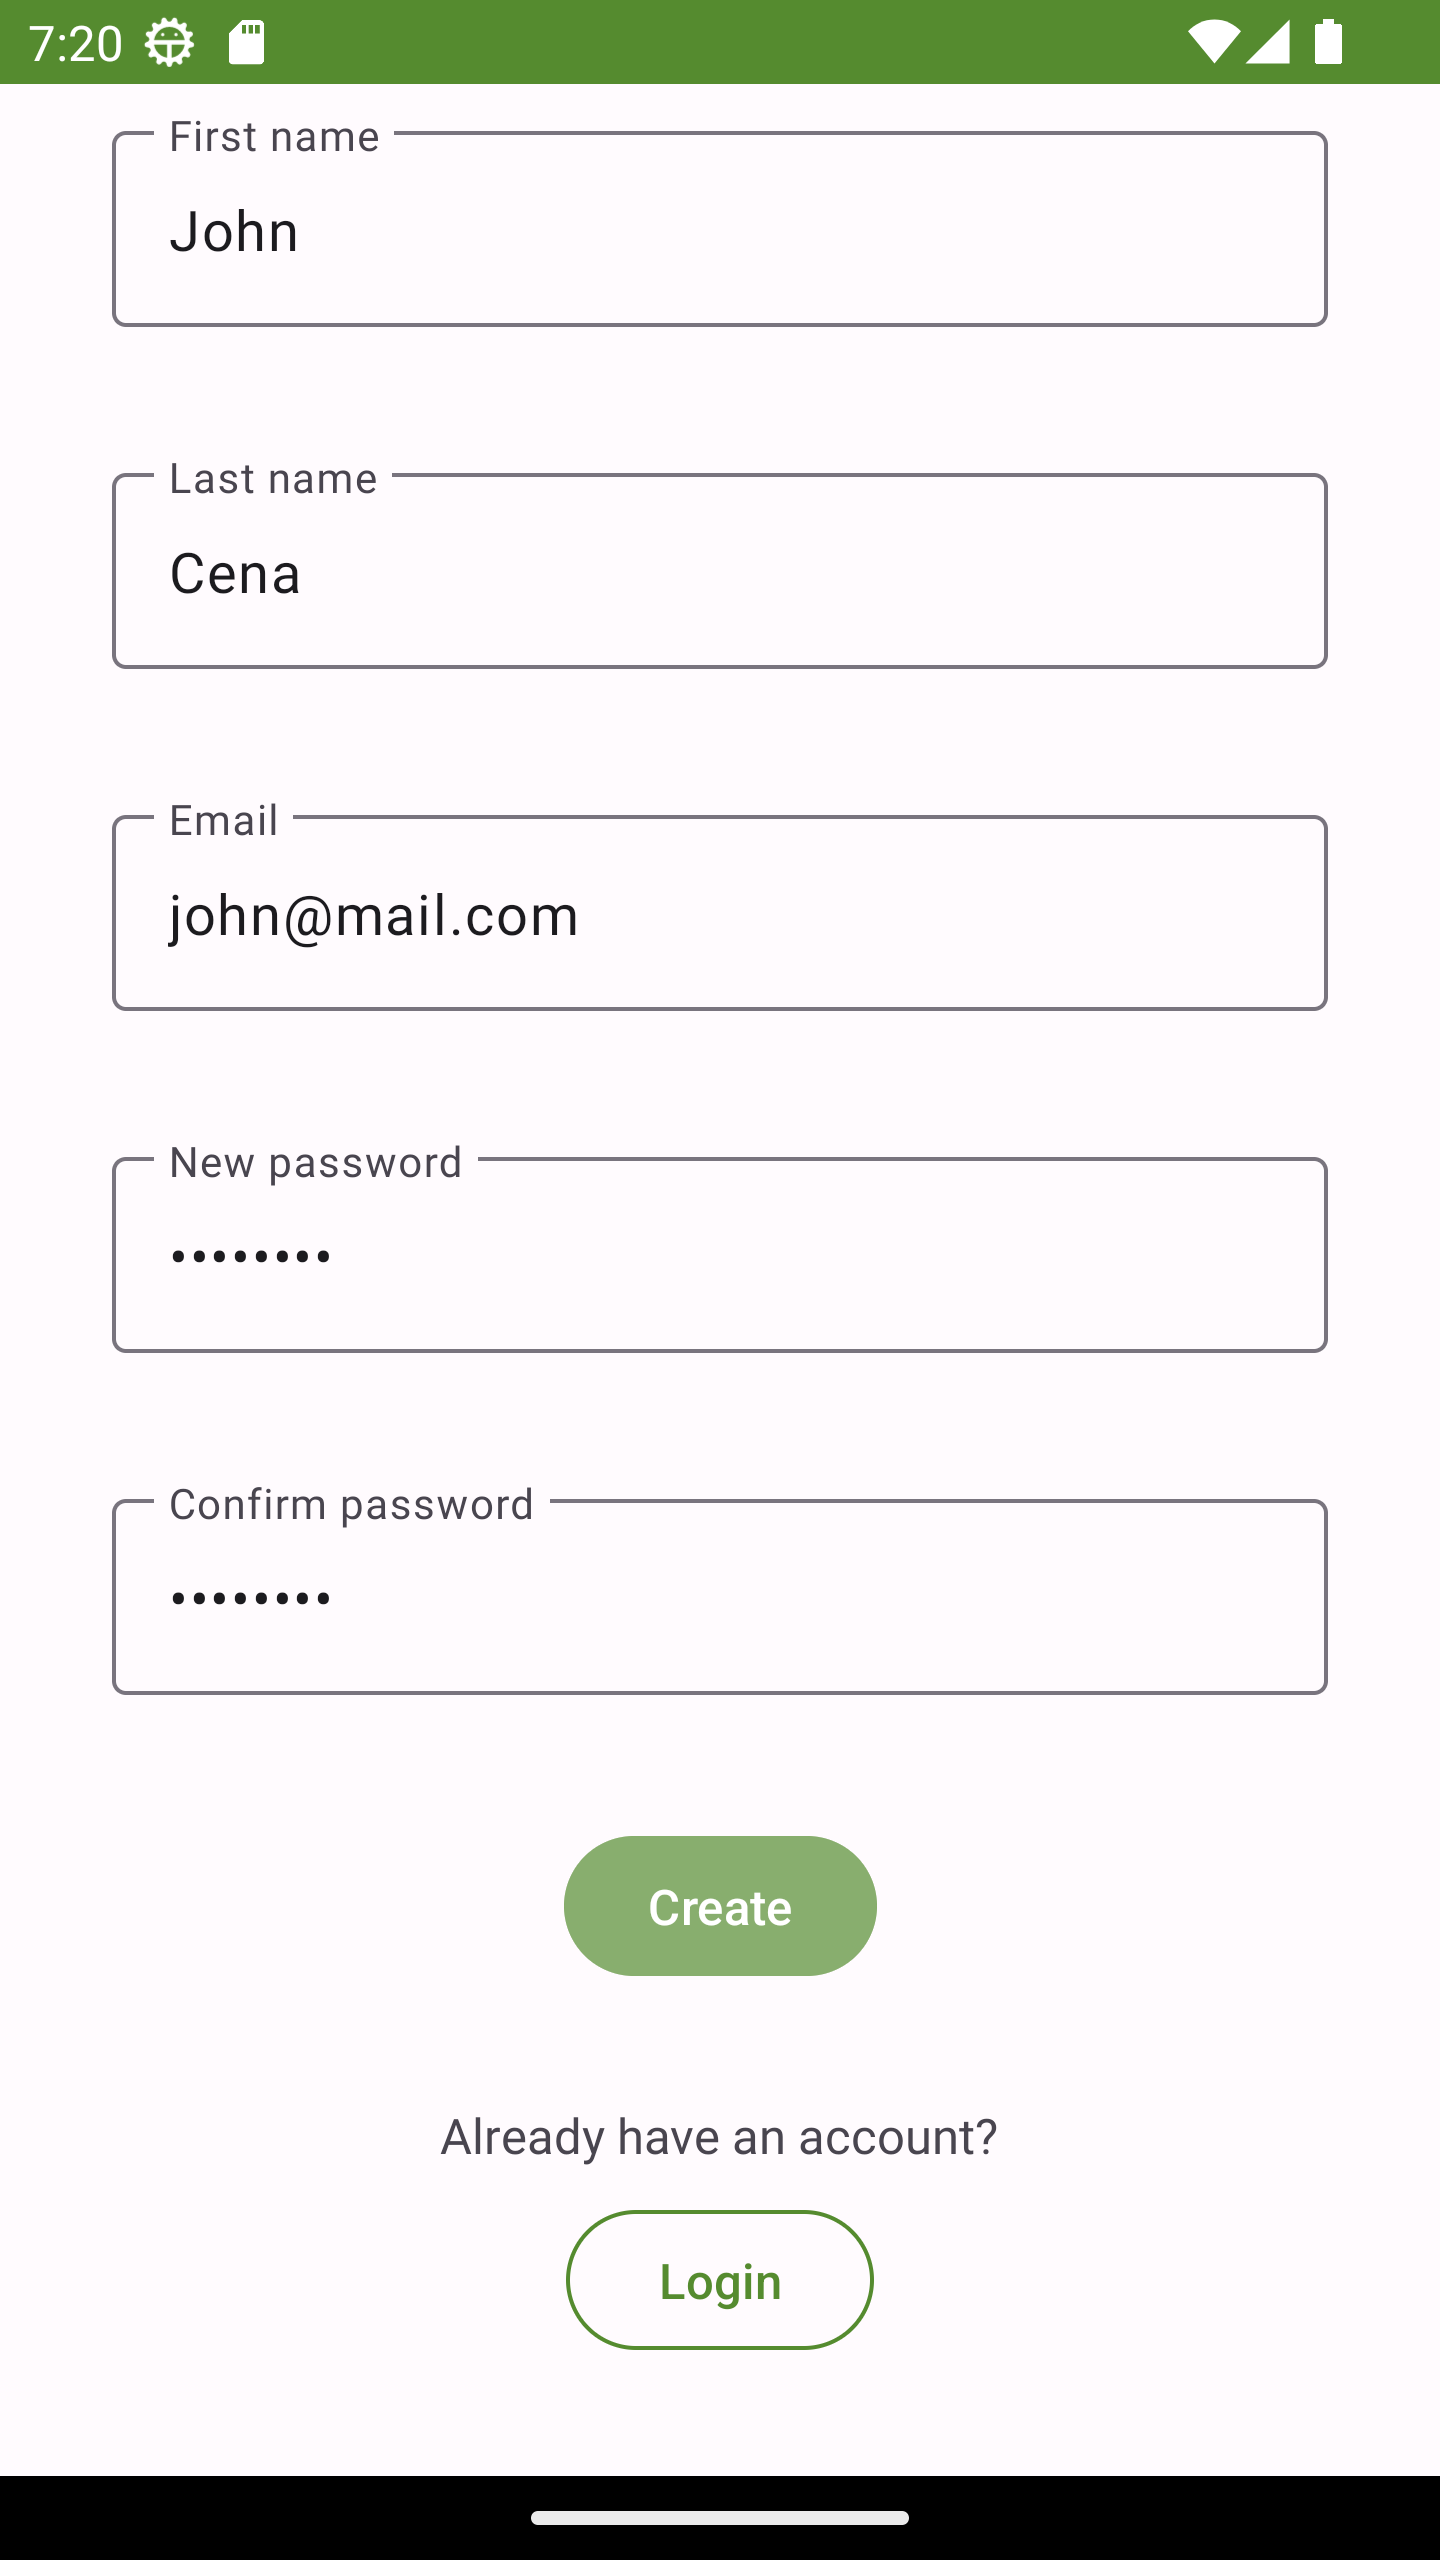 7:20
First name
John
Last name
Cena
Email
john@mail.com
New password
••••••••
Confirm password
••••••••
Create
Already have an account?
Login